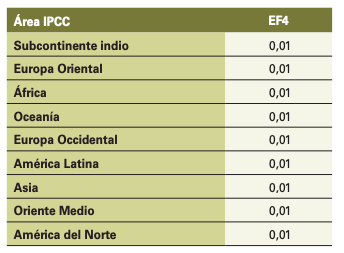 Área IPCC EF4
Subcontinente indio 0,01
Europa Oriental 0,01
África 0,01
Oceanía 0,01
Europa Occidental 0,01
América Latina 0,01
Asia 0,01
Oriente Medio 0,01
América del Norte 0,01